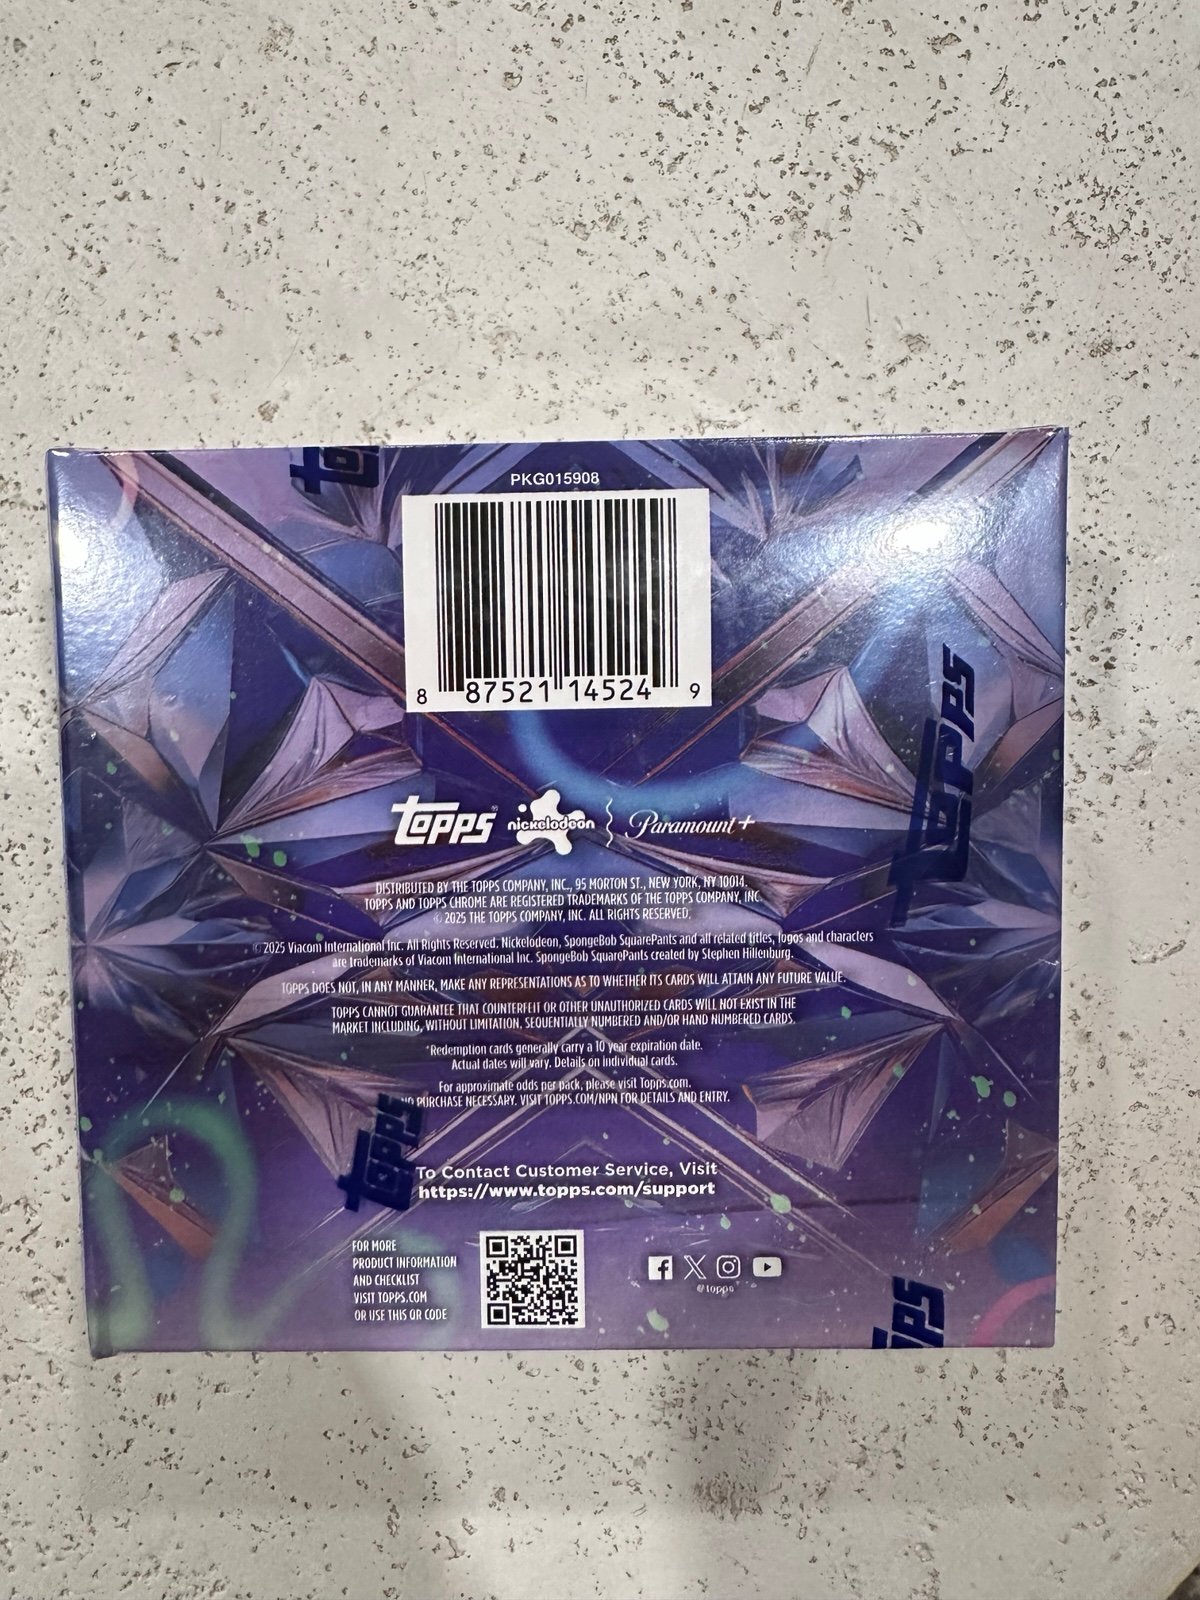 TOPPS
PKG015908
8 87521 14524 9
TOPPS
TOPPS® nickelodeon Paramount+
DISTRIBUTED BY THE TOPPS COMPANY, INC., 95 MORTON ST., NEW YORK, NY 10014.
TOPPS AND TOPPS CHROME ARE REGISTERED TRADEMARKS OF THE TOPPS COMPANY, INC.
© 2025 THE TOPPS COMPANY, INC. ALL RIGHTS RESERVED.
©2025 Viacom International Inc. All Rights Reserved. Nickelodeon, SpongeBob SquarePants and all related titles, logos and characters
are trademarks of Viacom International Inc. SpongeBob SquarePants created by Stephen Hillenburg.
TOPPS DOES NOT, IN ANY MANNER, MAKE ANY REPRESENTATIONS AS TO WHETHER ITS CARDS WILL ATTAIN ANY FUTURE VALUE.
TOPPS CANNOT GUARANTEE THAT COUNTERFEIT OR OTHER UNAUTHORIZED CARDS WILL NOT EXIST IN THE
MARKET INCLUDING, WITHOUT LIMITATION, SEQUENTIALLY NUMBERED AND/OR HAND NUMBERED CARDS.
*Redemption cards generally carry a 10 year expiration date.
Actual dates will vary. Details on individual cards.
For approximate odds per pack, please visit Topps.com.
NO PURCHASE NECESSARY. VISIT TOPPS.COM/NPN FOR DETAILS AND ENTRY.
TOPPS
To Contact Customer Service, Visit
https://www.topps.com/support
FOR MORE
PRODUCT INFORMATION
AND CHECKLIST
VISIT TOPPS.COM
OR USE THIS QR CODE
@topps
TOPPS